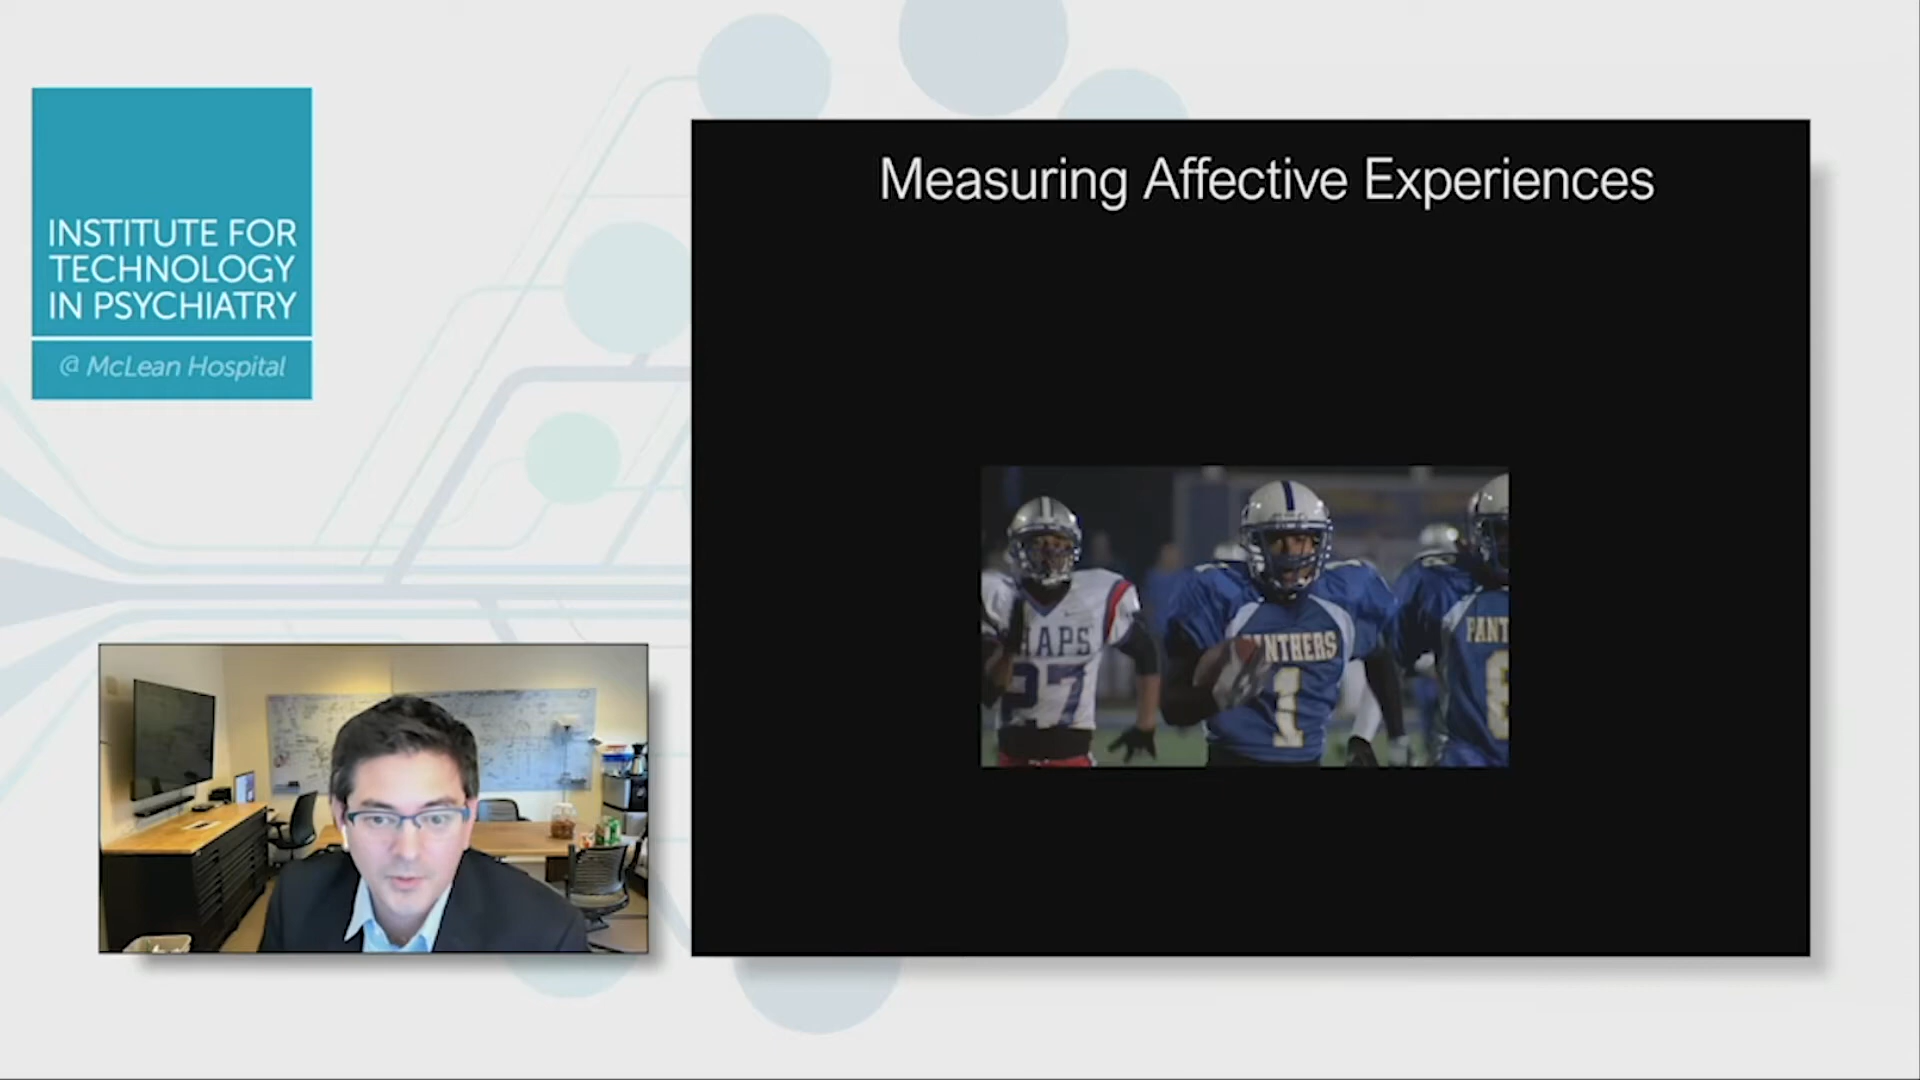 INSTITUTE FOR
TECHNOLOGY
IN PSYCHIATRY
@ McLean Hospital
Measuring Affective Experiences
HAPS
27
PANTHERS
1
PANT